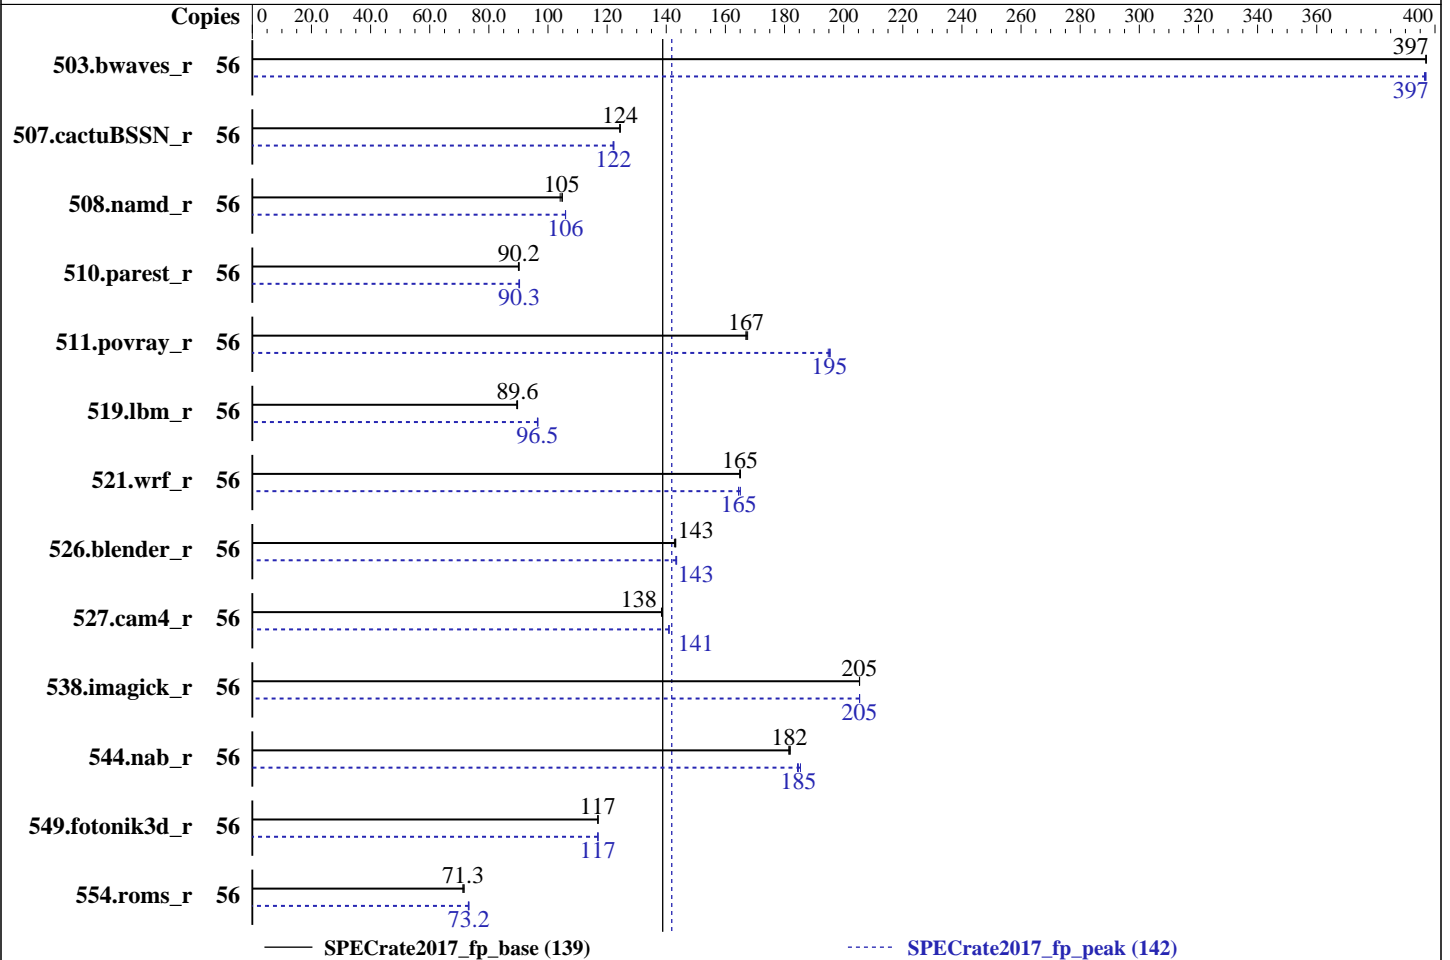 Copies 0 20.0 40.0 60.0 80.0 100 120 140 160 180 200 220 240 260 280 300 320 340 360 400
503.bwaves_r 56 397
397
507.cactuBSSN_r 56 124
122
508.namd_r 56 105
106
510.parest_r 56 90.2
90.3
511.povray_r 56 167
195
519.lbm_r 56 89.6
96.5
521.wrf_r 56 165
165
526.blender_r 56 143
143
527.cam4_r 56 138
141
538.imagick_r 56 205
205
544.nab_r 56 182
185
549.fotonik3d_r 56 117
117
554.roms_r 56 71.3
73.2
SPECrate2017_fp_base (139) SPECrate2017_fp_peak (142)